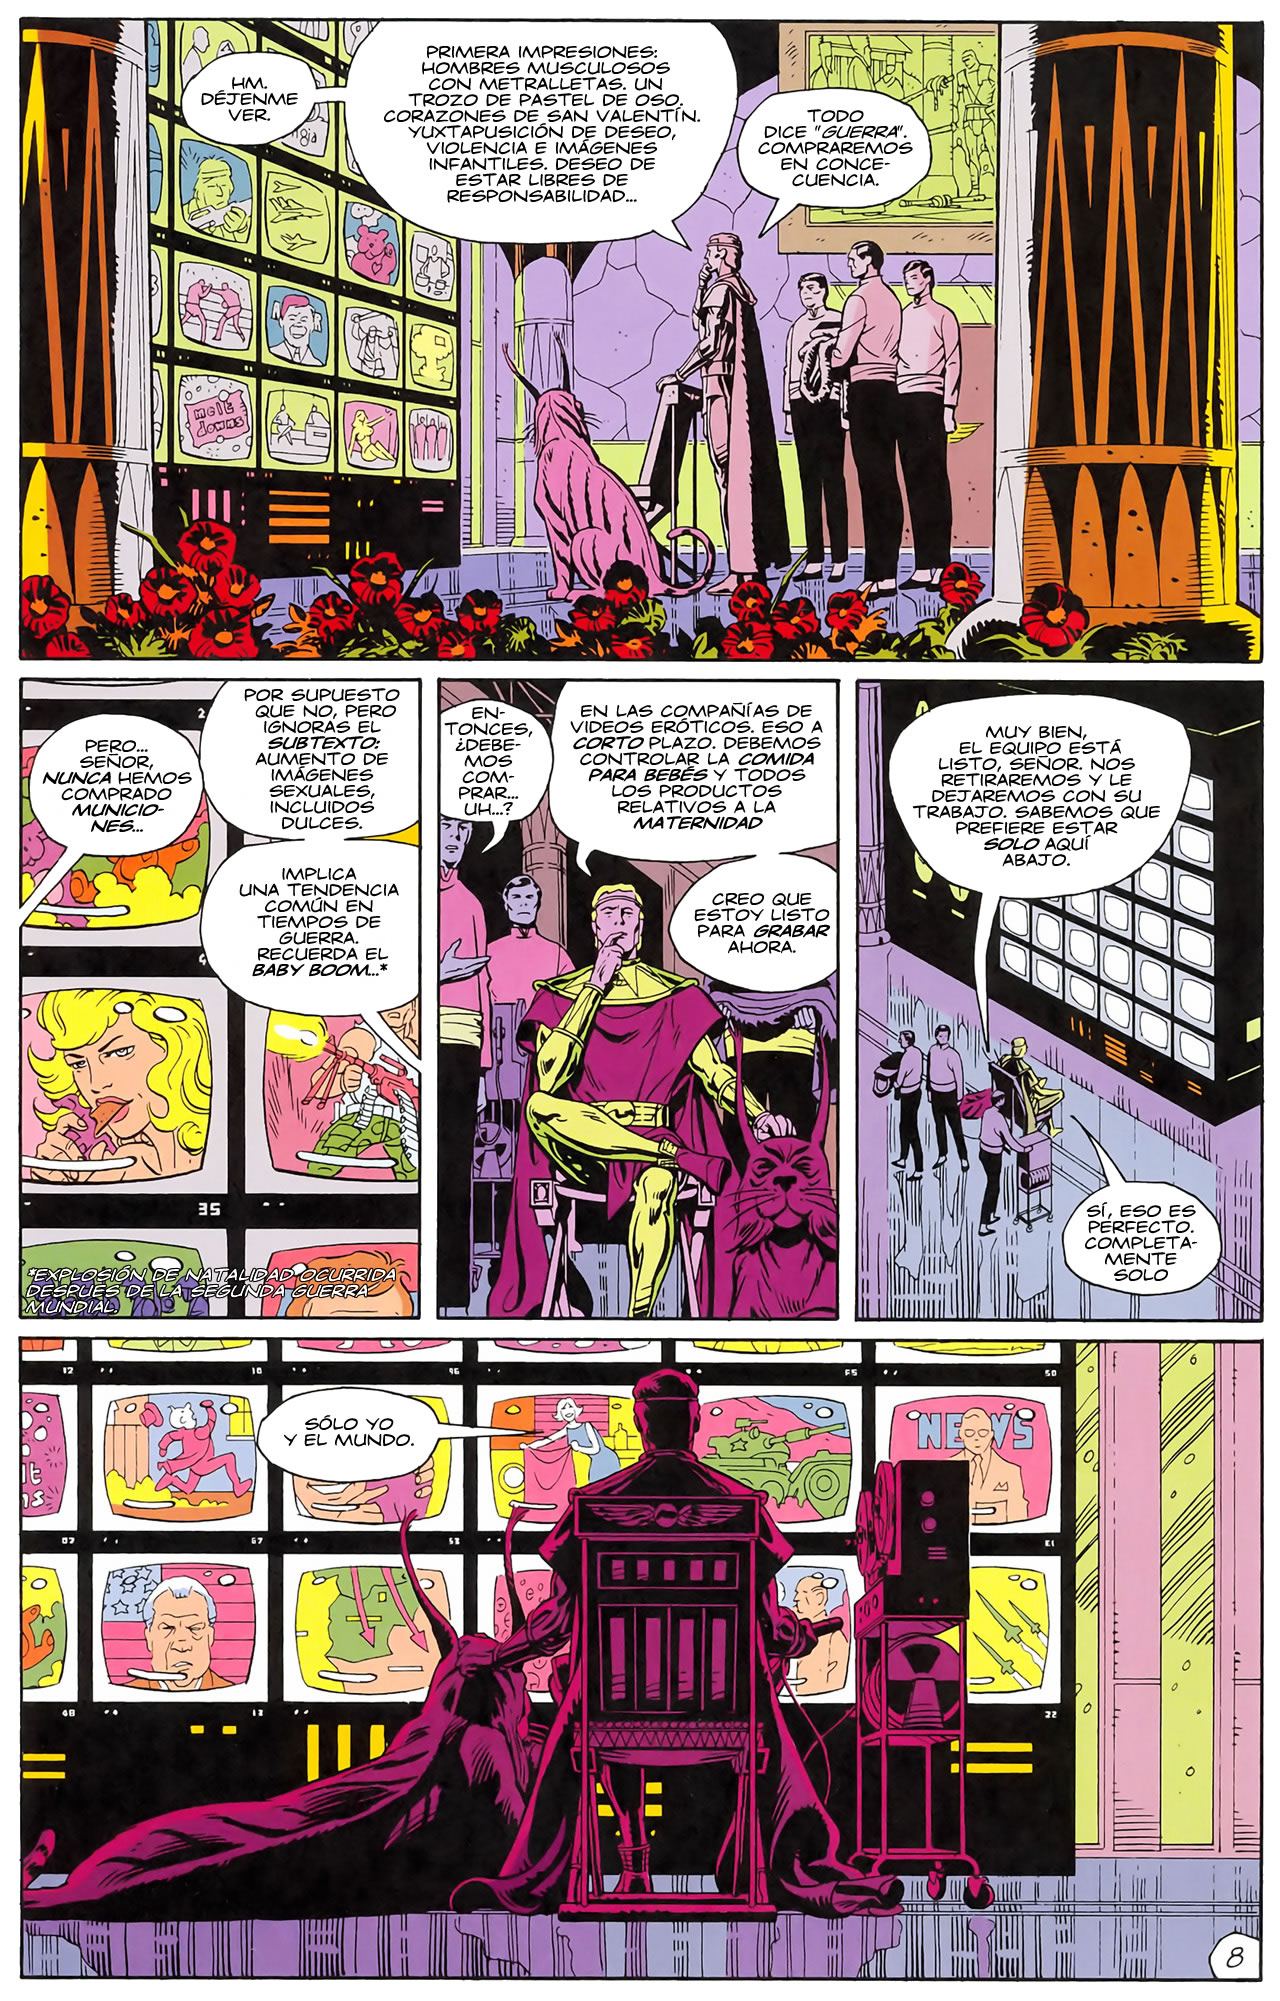 HM.
DÉJENME
VER.
PRIMERA IMPRESIONES:
HOMBRES MUSCULOSOS
CON METRALLETAS. UN
TROZO DE PASTEL DE OSO.
CORAZONES DE SAN VALENTÍN.
YUXTAPUSICIÓN DE DESEO,
VIOLENCIA E IMÁGENES
INFANTILES. DESEO DE
ESTAR LIBRES DE
RESPONSABILIDAD...
TODO
DICE "GUERRA".
COMPRAREMOS
EN CONCE-
CUENCIA.
melt
downs
PERO...
SEÑOR,
NUNCA HEMOS
COMPRADO
MUNICIO-
NES...
POR SUPUESTO
QUE NO, PERO
IGNORAS EL
SUBTEXTO:
AUMENTO DE
IMÁGENES
SEXUALES,
INCLUIDOS
DULCES.
IMPLICA
UNA TENDENCIA
COMÚN EN
TIEMPOS DE
GUERRA.
RECUERDA EL
BABY BOOM...*
35
*EXPLOSIÓN DE NATALIDAD OCURRIDA
DESPUES DE LA SEGUNDA GUERRA
MUNDIAL.
EN-
TONCES,
¿DEBE-
MOS
COM-
PRAR...
UH...?
EN LAS COMPAÑÍAS DE
VIDEOS ERÓTICOS. ESO A
CORTO PLAZO. DEBEMOS
CONTROLAR LA COMIDA
PARA BEBÉS Y TODOS
LOS PRODUCTOS
RELATIVOS A LA
MATERNIDAD
CREO QUE
ESTOY LISTO
PARA GRABAR
AHORA.
MUY BIEN,
EL EQUIPO ESTÁ
LISTO, SEÑOR. NOS
RETIRAREMOS Y LE
DEJAREMOS CON SU
TRABAJO. SABEMOS QUE
PREFIERE ESTAR
SOLO AQUÍ
ABAJO.
SÍ, ESO ES
PERFECTO.
COMPLETA-
MENTE
SOLO
SÓLO YO
Y EL MUNDO.
NEWS
8